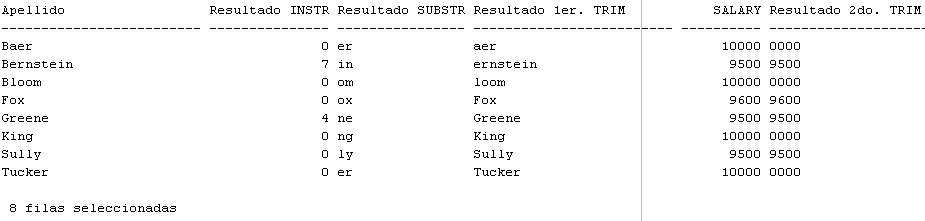 Apellido                  Resultado INSTR Resultado SUBSTR Resultado 1er. TRIM           SALARY Resultado 2do. TRIM
------------------------- --------------- ---------------- ------------------------- ---------- -------------------
Baer                                    0 er               aer                            10000 0000
Bernstein                               7 in               ernstein                        9500 9500
Bloom                                   0 om               loom                           10000 0000
Fox                                     0 ox               Fox                             9600 9600
Greene                                  4 ne               Greene                          9500 9500
King                                    0 ng               King                           10000 0000
Sully                                   0 ly               Sully                           9500 9500
Tucker                                  0 er               Tucker                         10000 0000
8 filas seleccionadas